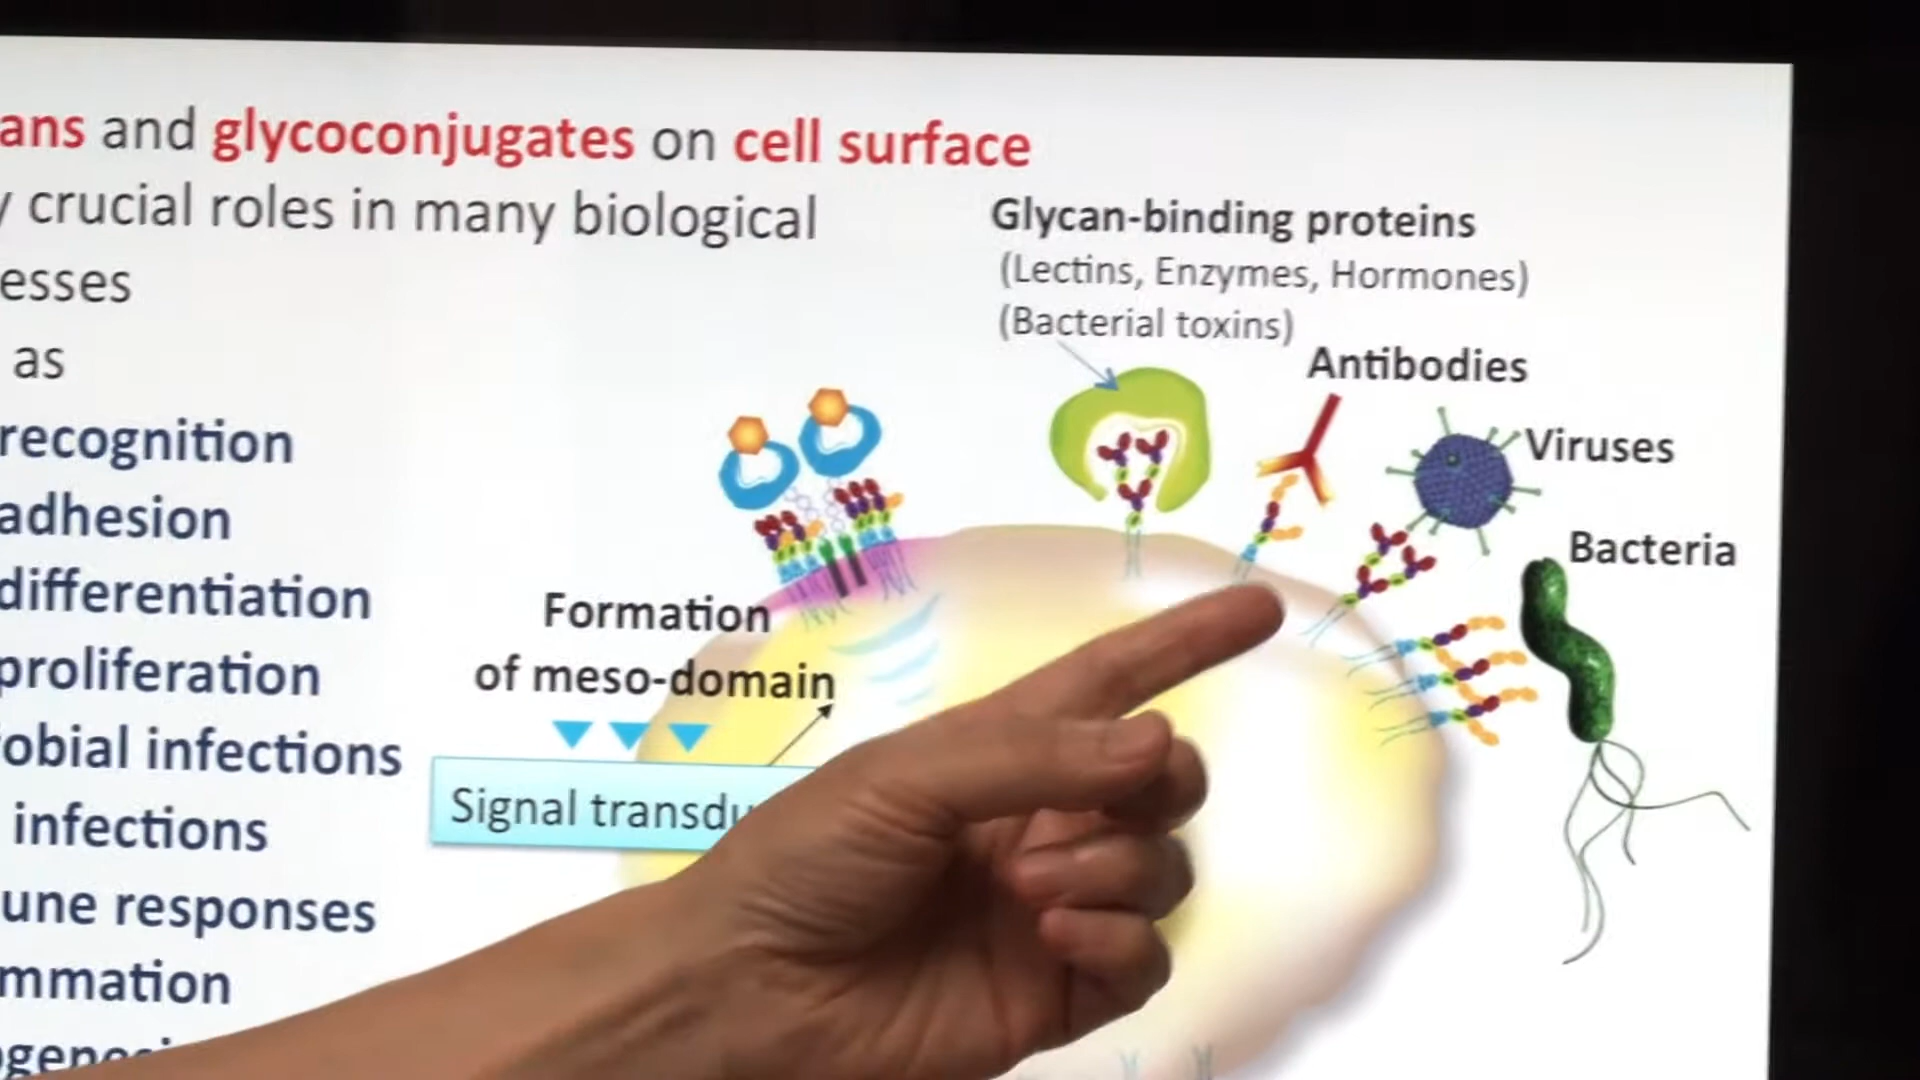 ans and glycoconjugates on cell surface
y crucial roles in many biological
esses
as
recognition
adhesion
differentiation
proliferation
obial infections
infections
une responses
mmation
Glycan-binding proteins
(Lectins, Enzymes, Hormones)
(Bacterial toxins)
Antibodies
Viruses
Bacteria
Formation
of meso-domain
Signal transdu